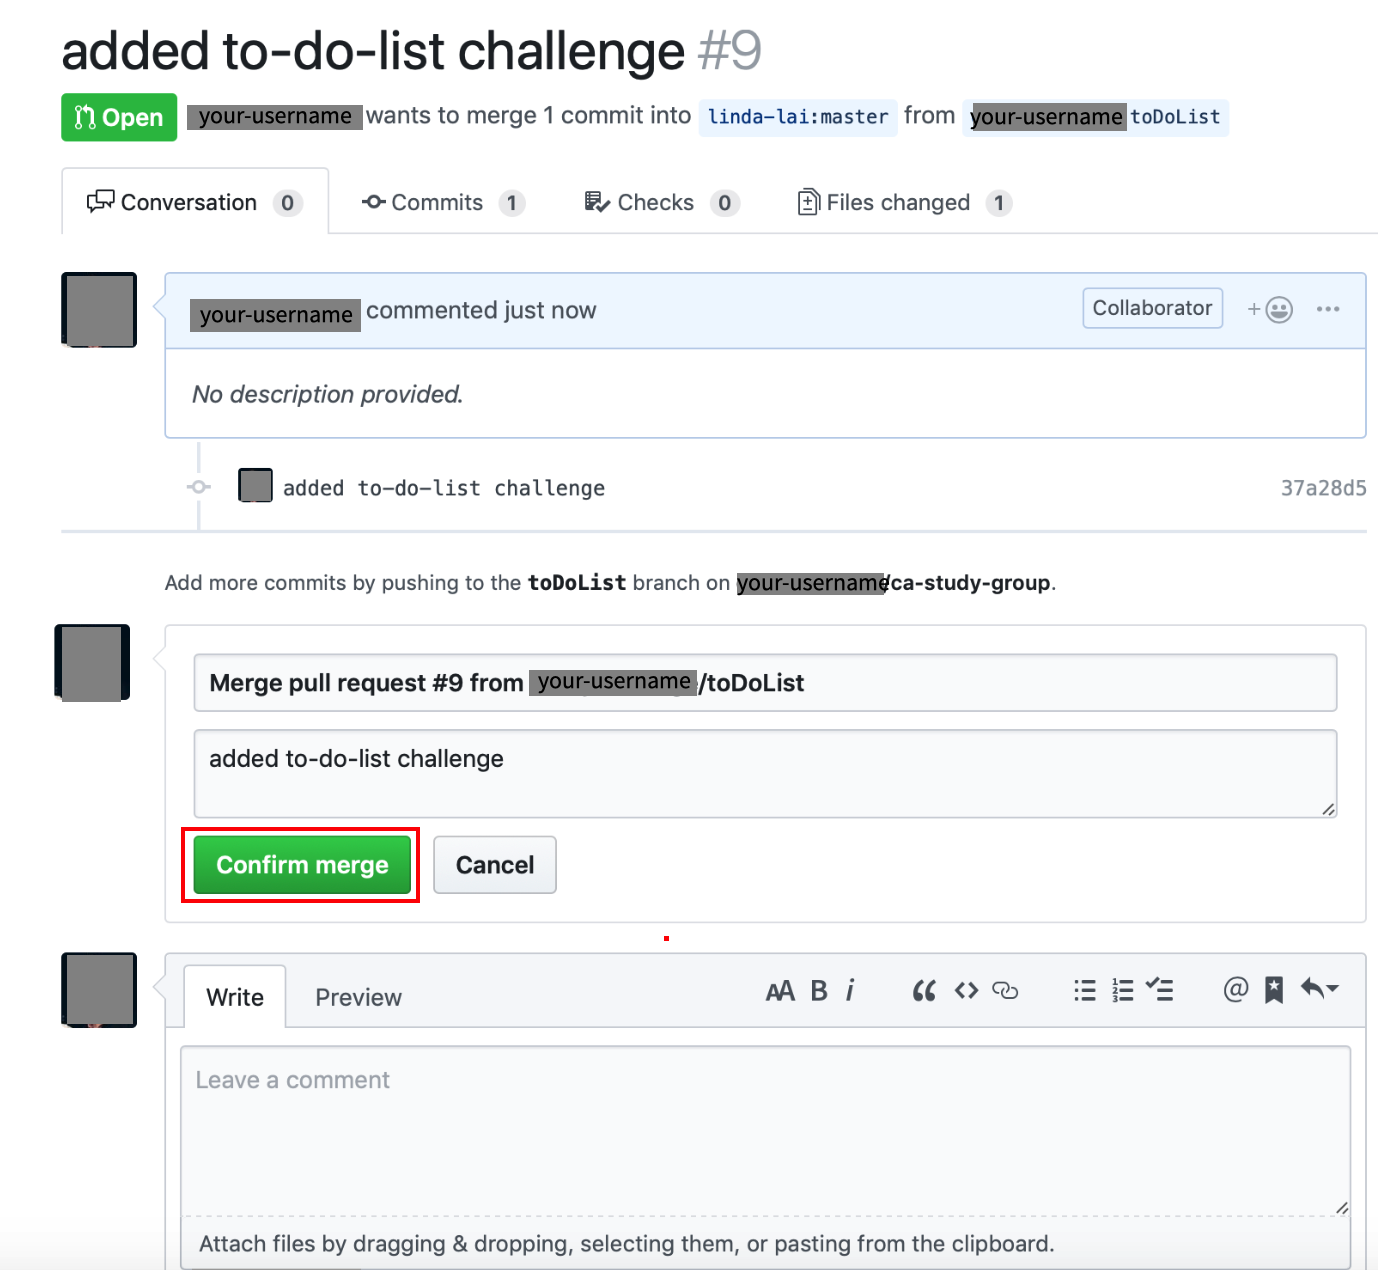 added to-do-list challenge #9
Open your-username wants to merge 1 commit into linda-lai:master from your-username toDoList
Conversation 0 Commits 1 Checks 0 Files changed 1
your-username commented just now Collaborator
No description provided.
added to-do-list challenge 37a28d5
Add more commits by pushing to the toDoList branch on your-username/ca-study-group.
Merge pull request #9 from your-username/toDoList
added to-do-list challenge
Confirm merge Cancel
Write Preview
Leave a comment
Attach files by dragging & dropping, selecting them, or pasting from the clipboard.